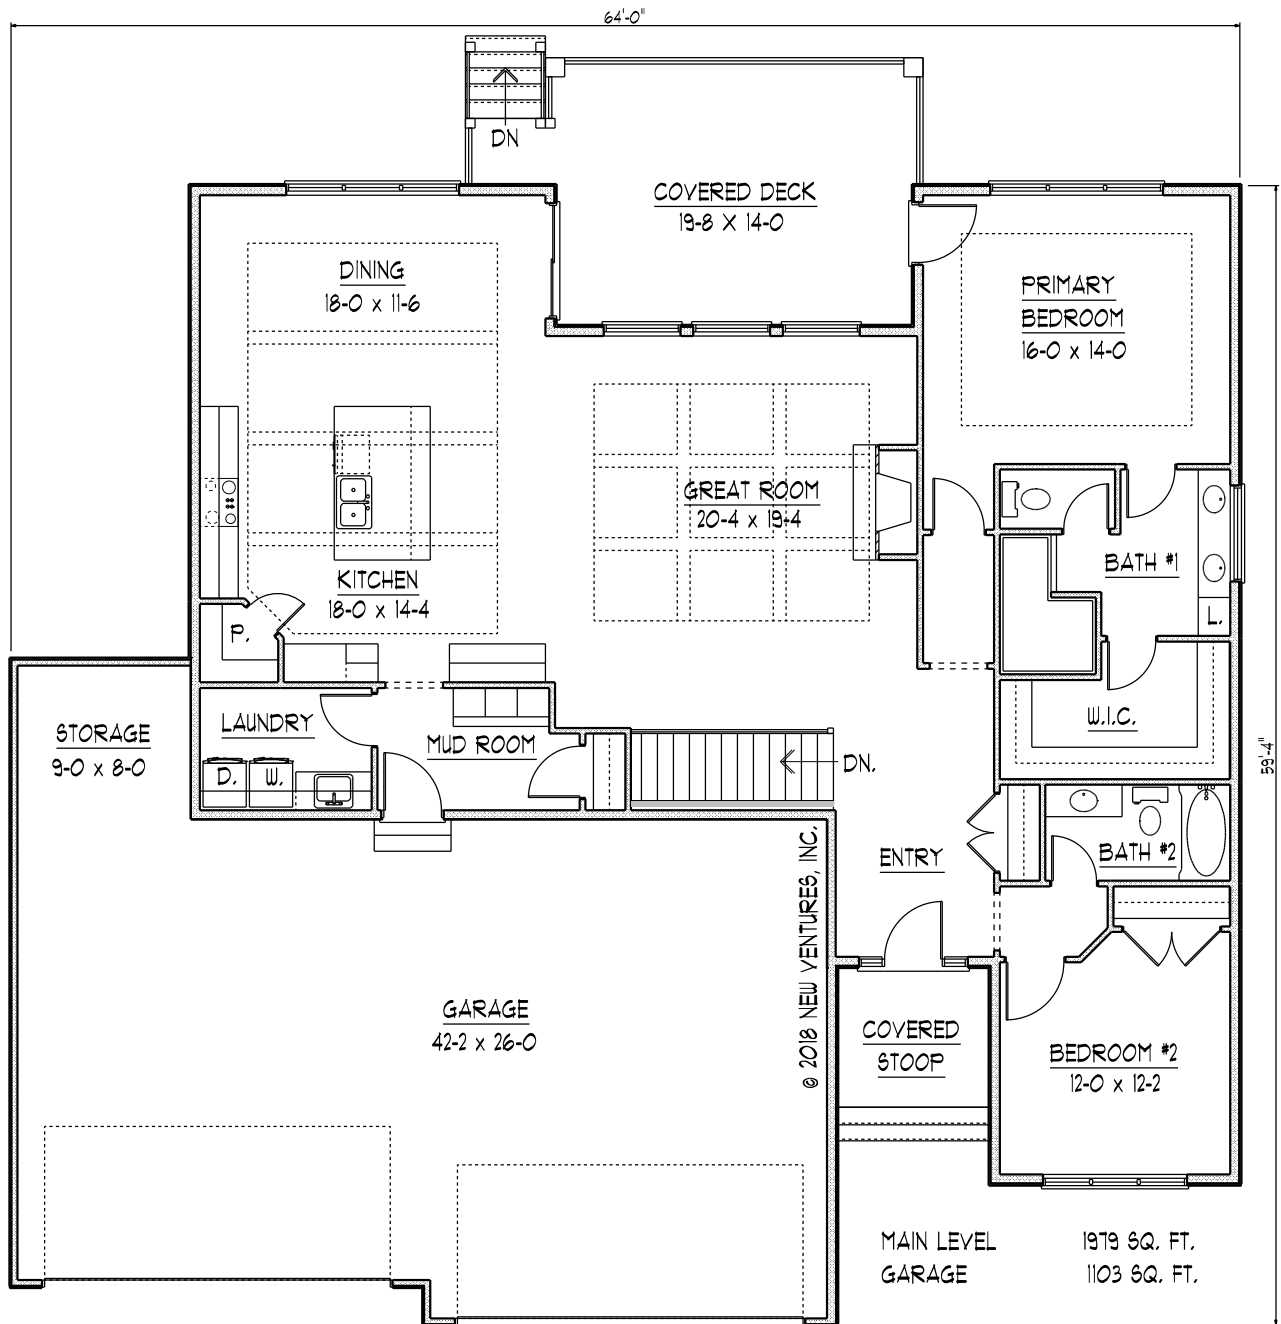 64'-0"
DN
COVERED DECK
19-8 X 14-0
DINING
18-0 x 11-6
PRIMARY
BEDROOM
16-0 x 14-0
GREAT ROOM
20-4 x 19-4
BATH #1
KITCHEN
18-0 x 14-4
P.
L.
LAUNDRY
MUD ROOM
W.I.C.
STORAGE
9-0 x 8-0
D.
W.
DN.
59'-4"
ENTRY
BATH #2
© 2018 NEW VENTURES, INC.
GARAGE
42-2 x 26-0
COVERED
STOOP
BEDROOM #2
12-0 x 12-2
MAIN LEVEL 1979 SQ. FT.
GARAGE 1103 SQ. FT.